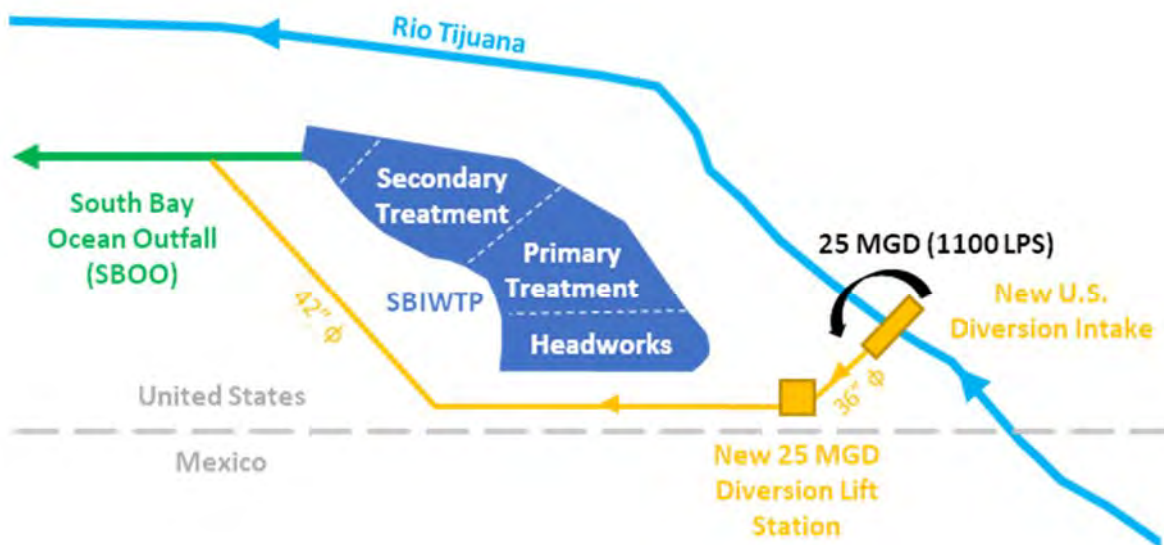 Rio Tijuana
South Bay
Ocean Outfall
(SBOO)
Secondary
Treatment
Primary
Treatment
Headworks
SBIWTP
42" ϕ
25 MGD (1100 LPS)
New U.S.
Diversion Intake
36" ϕ
United States
Mexico
New 25 MGD
Diversion Lift
Station